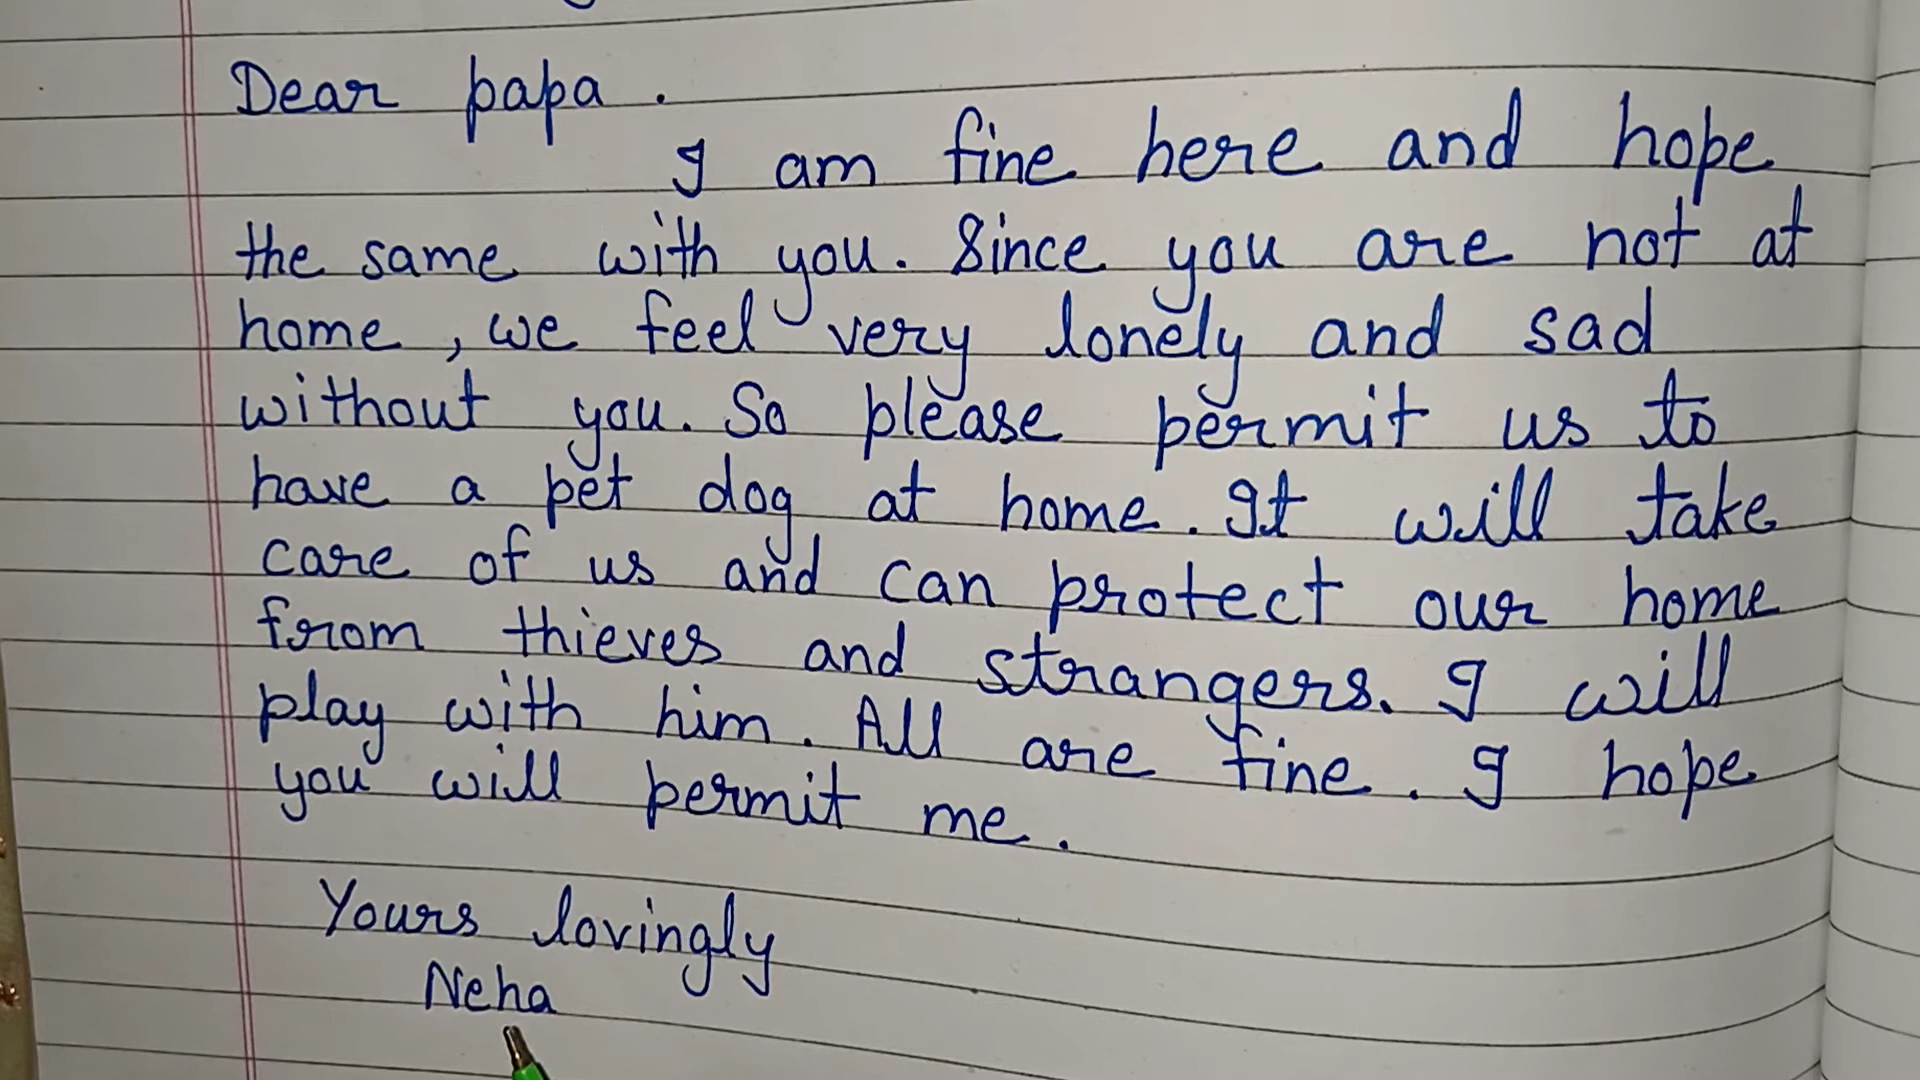 Dear papa.
I am fine here and hope
the same with you. Since you are not at
home, we feel very lonely and sad
without you. So please permit us to
have a pet dog at home. It will take
care of us and can protect our home
from thieves and strangers. I will
play with him. All are fine. I hope
you will permit me.
Yours lovingly
Neha